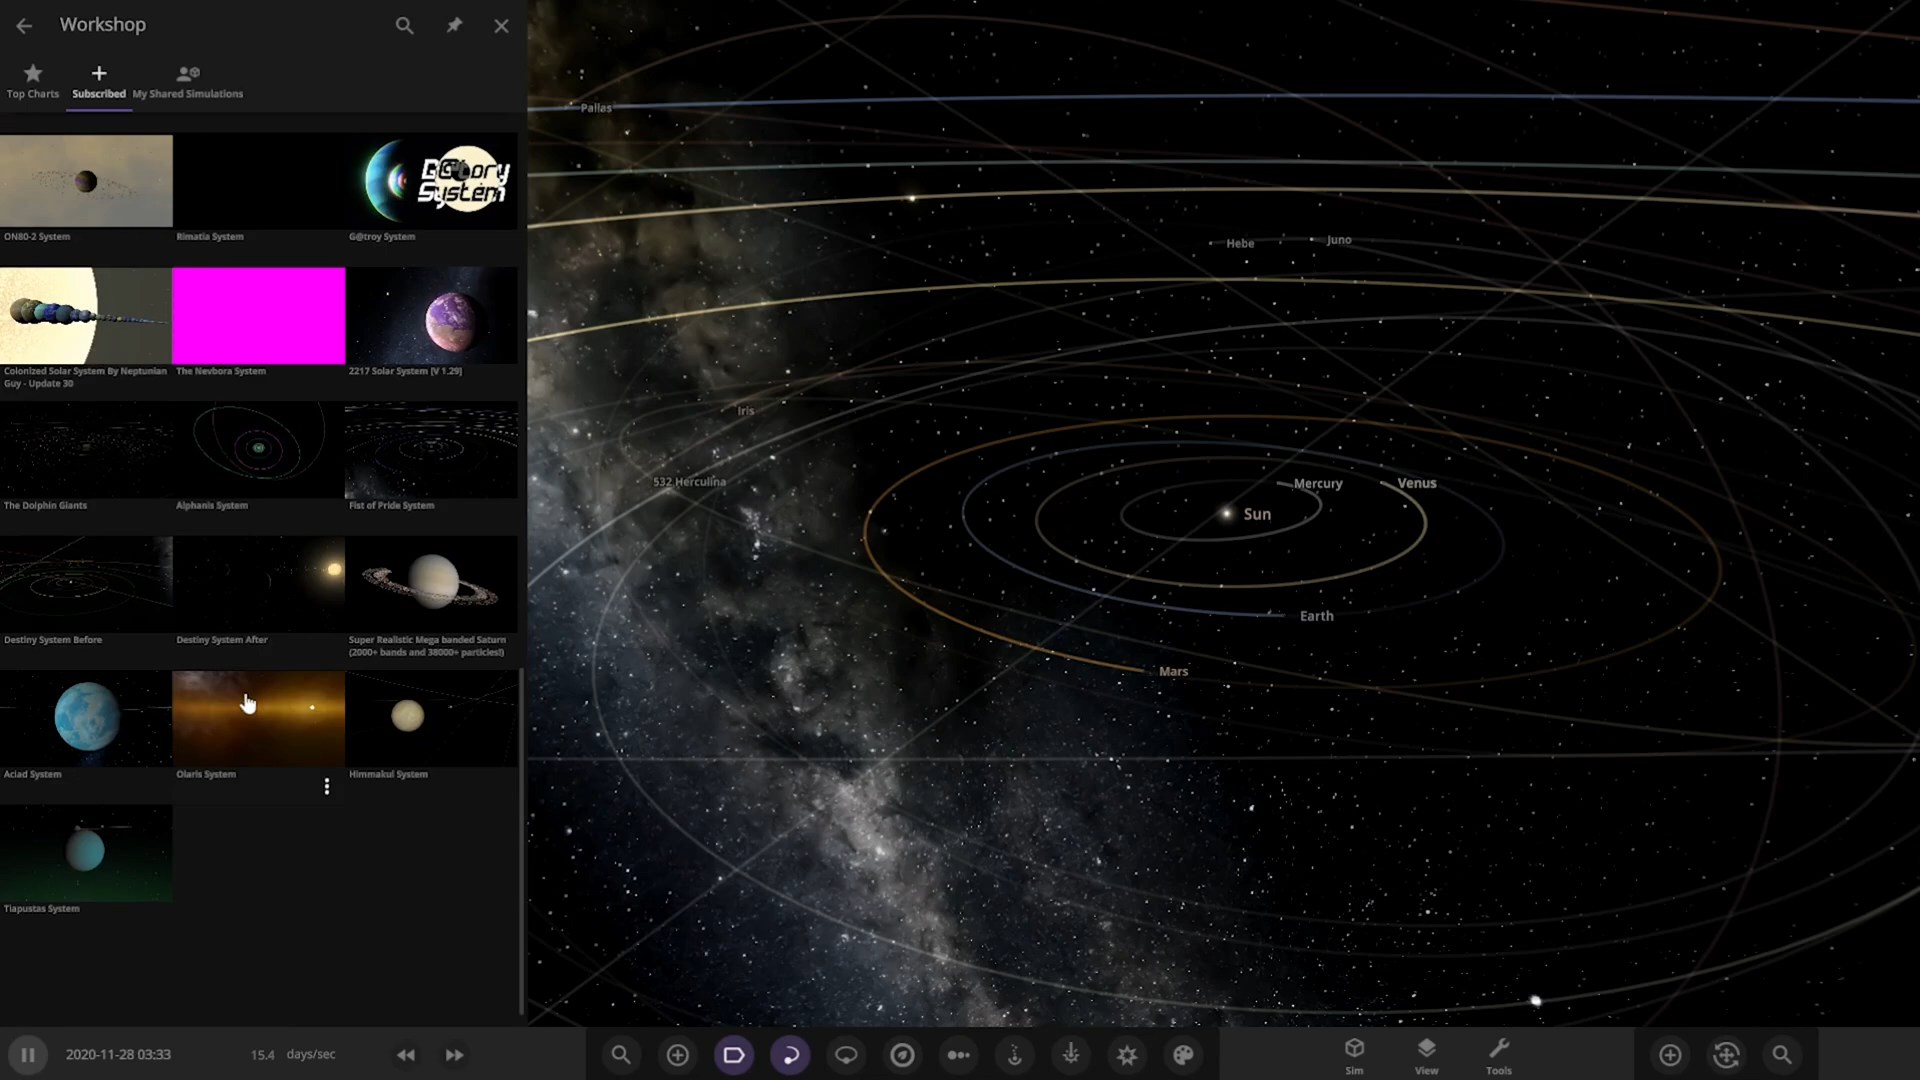 Workshop
Top Charts
Subscribed
My Shared Simulations
D@tory
System
ON80-2 System
Rimatia System
G@troy System
Colonized Solar System By Neptunian
Guy - Update 30
The Nevbora System
2217 Solar System [V 1.29]
The Dolphin Giants
Alphanis System
Fist of Pride System
Destiny System Before
Destiny System After
Super Realistic Mega banded Saturn
(2000+ bands and 38000+ particles!)
Aciad System
Olaris System
Himmakul System
Tiapustas System
Pallas
Hebe
Juno
Iris
532 Herculina
Mercury
Venus
Sun
Earth
Mars
2020-11-28 03:33
15.4 days/sec
Sim
View
Tools